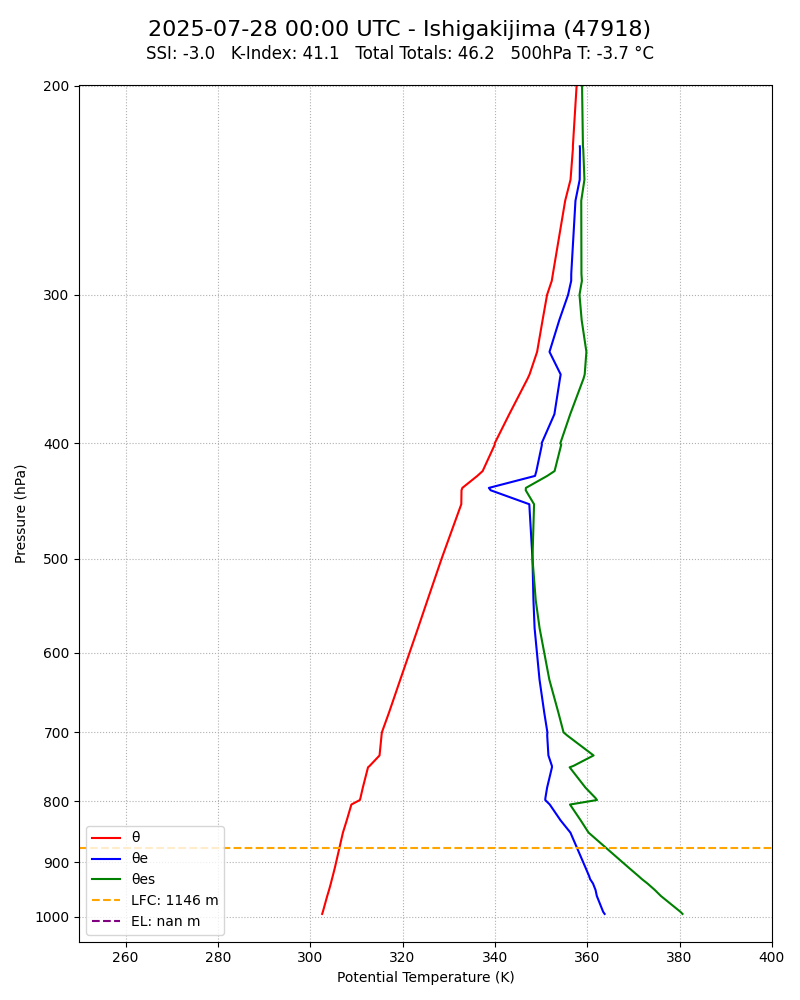 2025-07-28 00:00 UTC - Ishigakijima (47918)
SSI: -3.0 K-Index: 41.1 Total Totals: 46.2 500hPa T: -3.7 °C
200
300
400
500
600
700
800
900
1000
Pressure (hPa)
θ
θe
θes
LFC: 1146 m
EL: nan m
260 280 300 320 340 360 380 400
Potential Temperature (K)